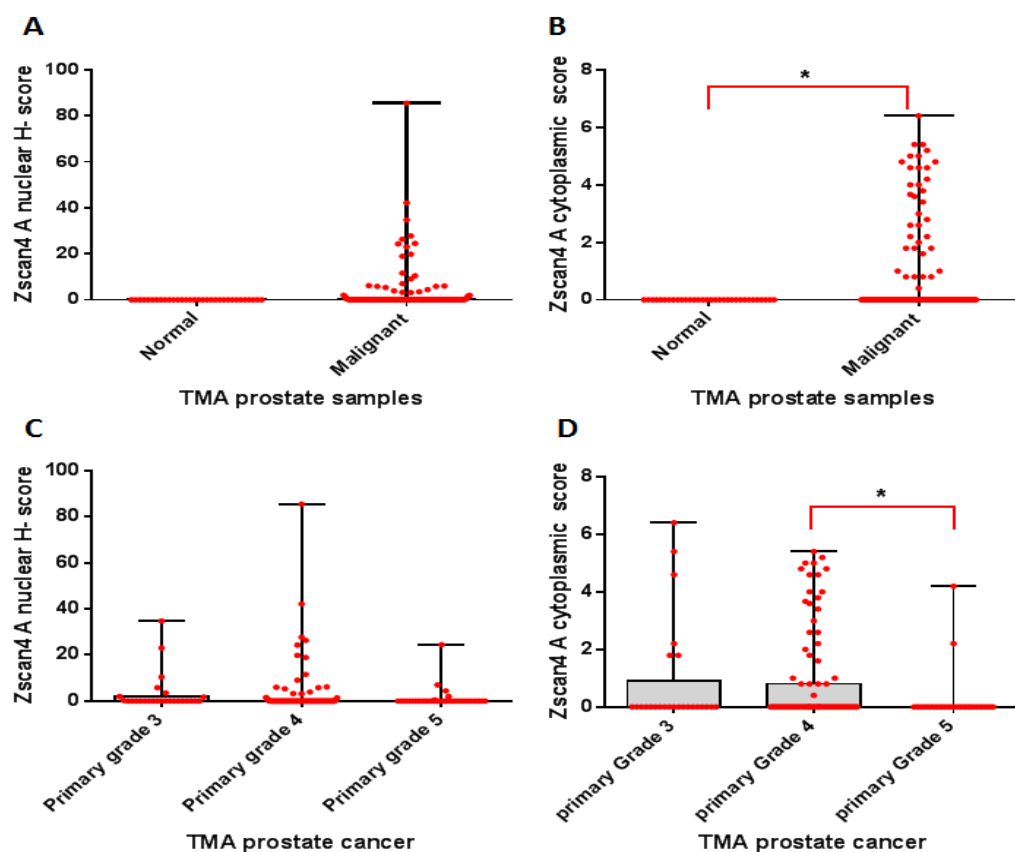 A
Zscan4 A nuclear H- score
100
80
60
40
20
0
Normal
Malignant
TMA prostate samples
B
Zscan4 A cytoplasmic score
8
6
4
2
0
*
Normal
Malignant
TMA prostate samples
C
Zscan4 A nuclear H- score
100
80
60
40
20
0
Primary grade 3
Primary grade 4
Primary grade 5
TMA prostate cancer
D
Zscan4 A cytoplasmic score
8
6
4
2
0
*
primary Grade 3
primary Grade 4
primary Grade 5
TMA prostate cancer